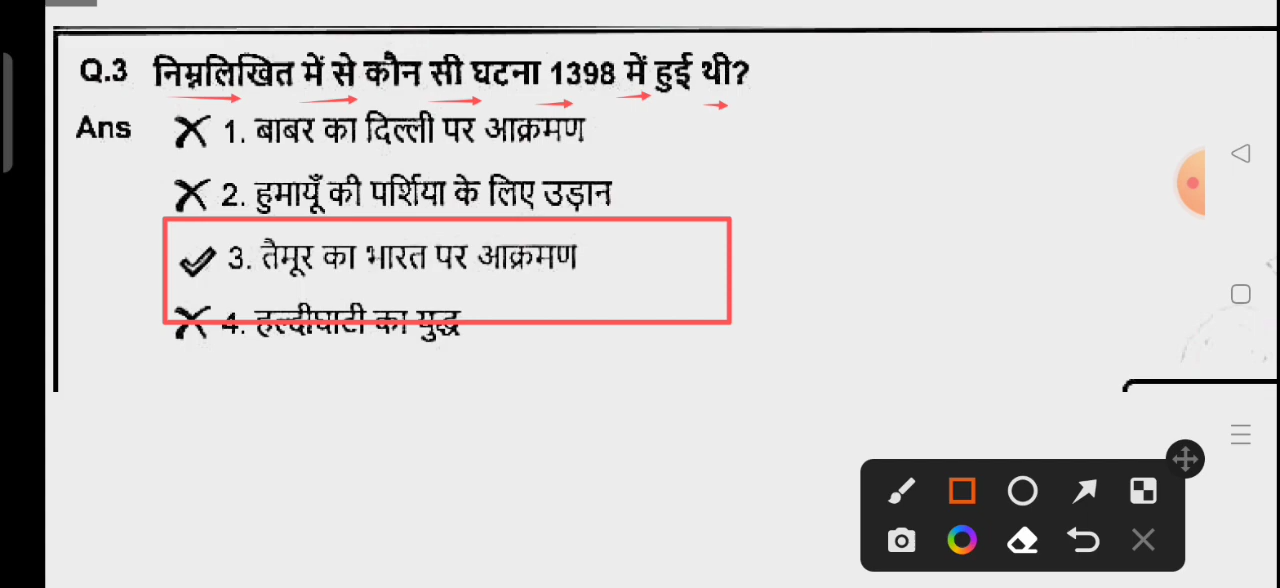 Q.3 निम्नलिखित में से कौन सी घटना 1398 में हुई थी?
Ans 1. बाबर का दिल्ली पर आक्रमण
2. हुमायूँ की पर्शिया के लिए उड़ान
3. तैमूर का भारत पर आक्रमण
4. हल्दीघाटी का युद्ध